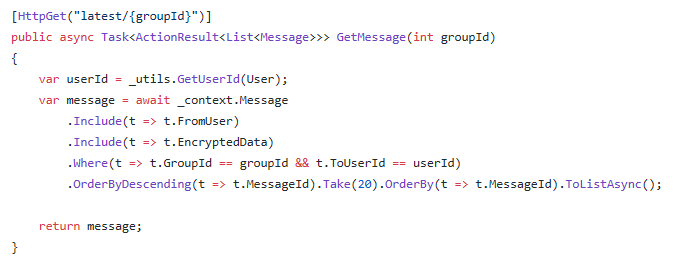 [HttpGet("latest/{groupId}")]
public async Task<ActionResult<List<Message>>> GetMessage(int groupId)
{
    var userId = _utils.GetUserId(User);
    var message = await _context.Message
        .Include(t => t.FromUser)
        .Include(t => t.EncryptedData)
        .Where(t => t.GroupId == groupId && t.ToUserId == userId)
        .OrderByDescending(t => t.MessageId).Take(20).OrderBy(t => t.MessageId).ToListAsync();

    return message;
}